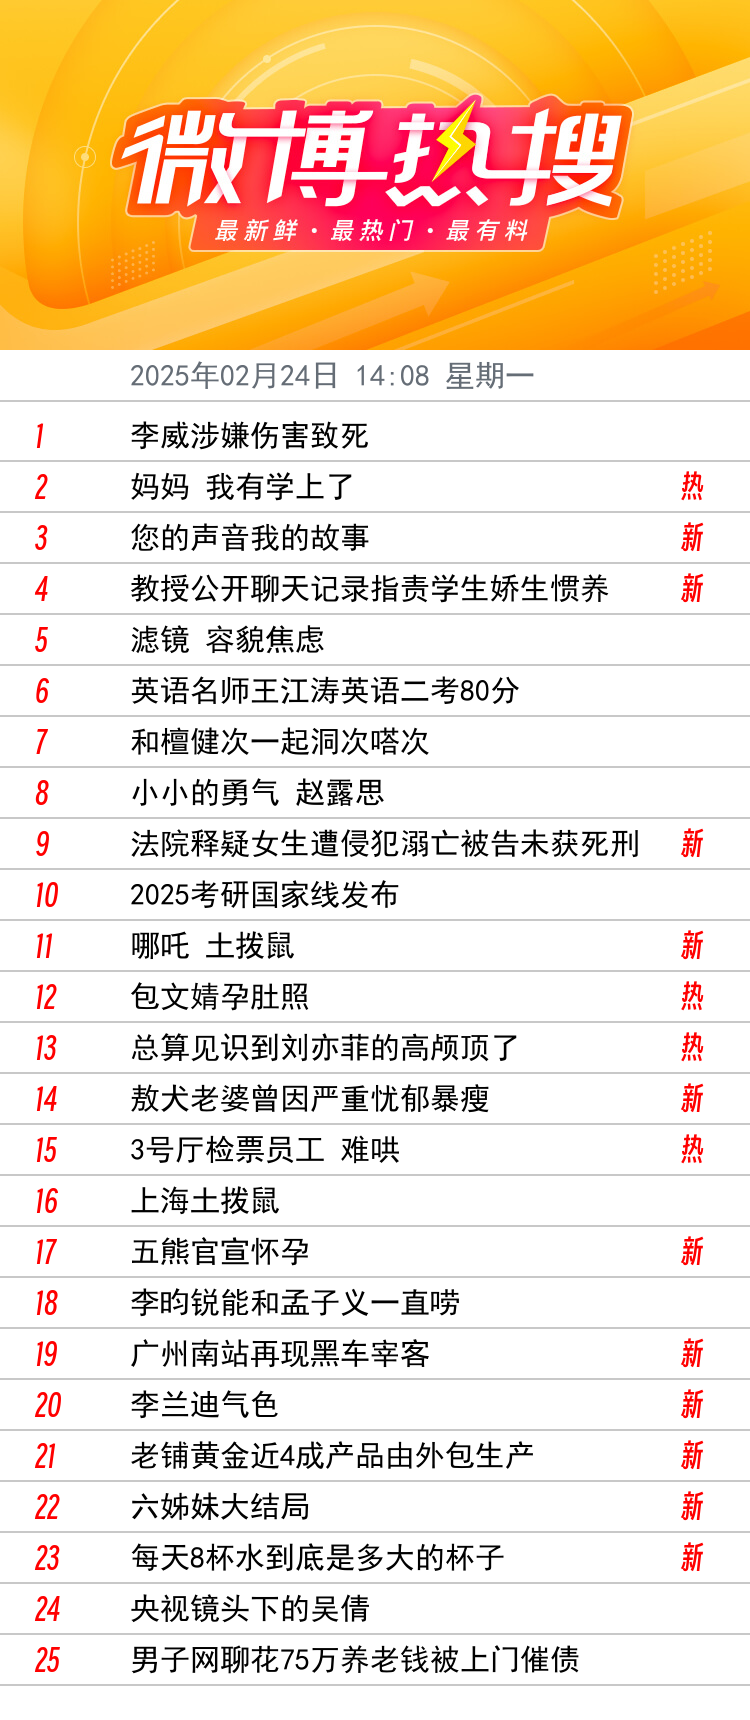 微博热搜
最新鲜·最热门·最有料
2025年02月24日 14:08 星期一
1 李威涉嫌伤害致死
2 妈妈 我有学上了 热
3 您的声音我的故事 新
4 教授公开聊天记录指责学生娇生惯养 新
5 滤镜 容貌焦虑
6 英语名师王江涛英语二考80分
7 和檀健次一起洞次嗒次
8 小小的勇气 赵露思
9 法院释疑女生遭侵犯溺亡被告未获死刑 新
10 2025考研国家线发布
11 哪吒 土拨鼠 新
12 包文婧孕肚照 热
13 总算见识到刘亦菲的高颅顶了 热
14 敖犬老婆曾因严重忧郁暴瘦 新
15 3号厅检票员工 难哄 热
16 上海土拨鼠
17 五熊官宣怀孕 新
18 李昀锐能和孟子义一直唠
19 广州南站再现黑车宰客 新
20 李兰迪气色 新
21 老铺黄金近4成产品由外包生产 新
22 六姊妹大结局 新
23 每天8杯水到底是多大的杯子 新
24 央视镜头下的吴倩
25 男子网聊花75万养老钱被上门催债